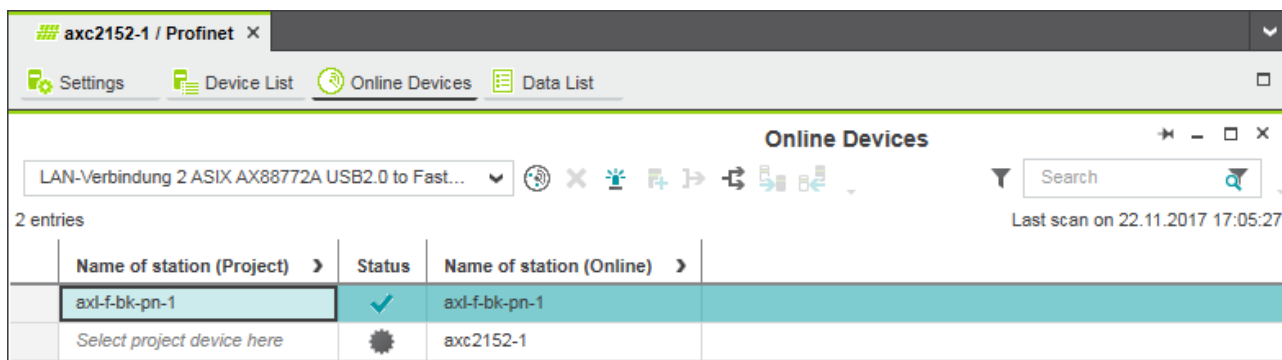 axc2152-1 / Profinet
Settings Device List Online Devices Data List
Online Devices
LAN-Verbindung 2 ASIX AX88772A USB2.0 to Fast... Search
2 entries Last scan on 22.11.2017 17:05:27
Name of station (Project) Status Name of station (Online)
axl-f-bk-pn-1 axl-f-bk-pn-1
Select project device here axc2152-1